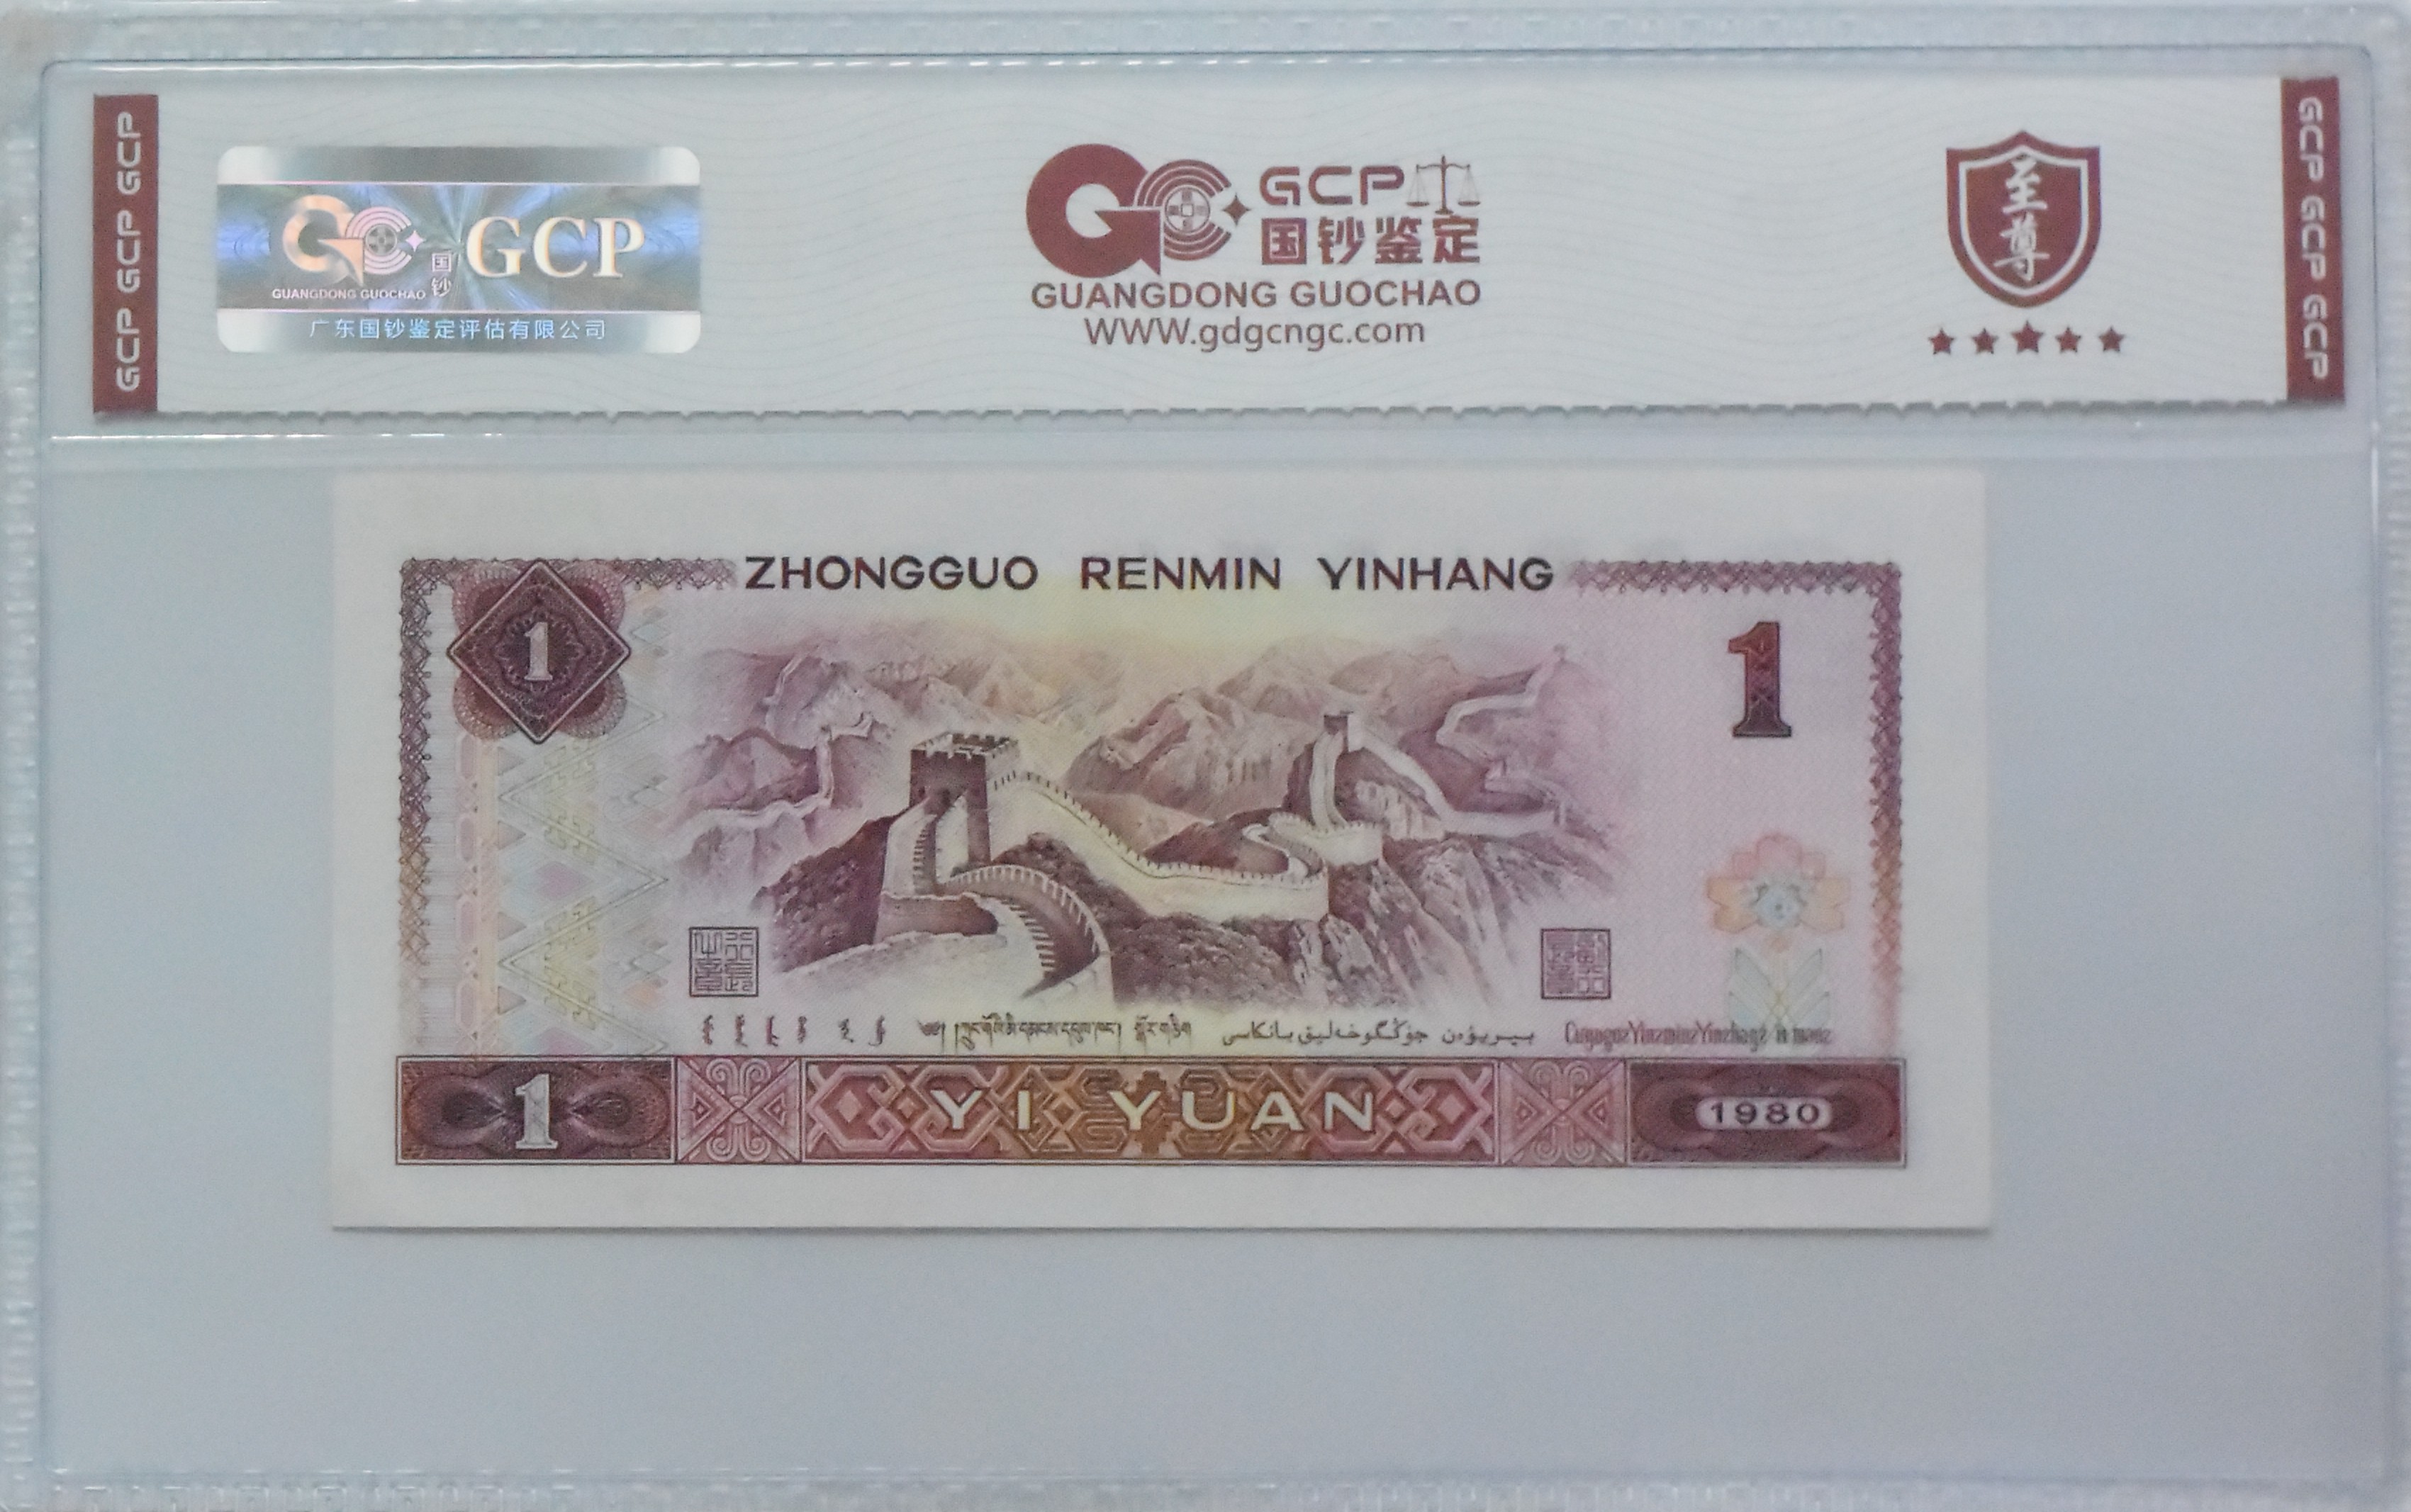 GCP GCP GCP
GCP
国钞
GUANGDONG GUOCHAO
广东国钞鉴定评估有限公司
GCP
国钞鉴定
GUANGDONG GUOCHAO
WWW.gdgcngc.com
至尊
GCP GCP GCP
ZHONGGUO RENMIN YINHANG
1
1
1
YI YUAN
1980